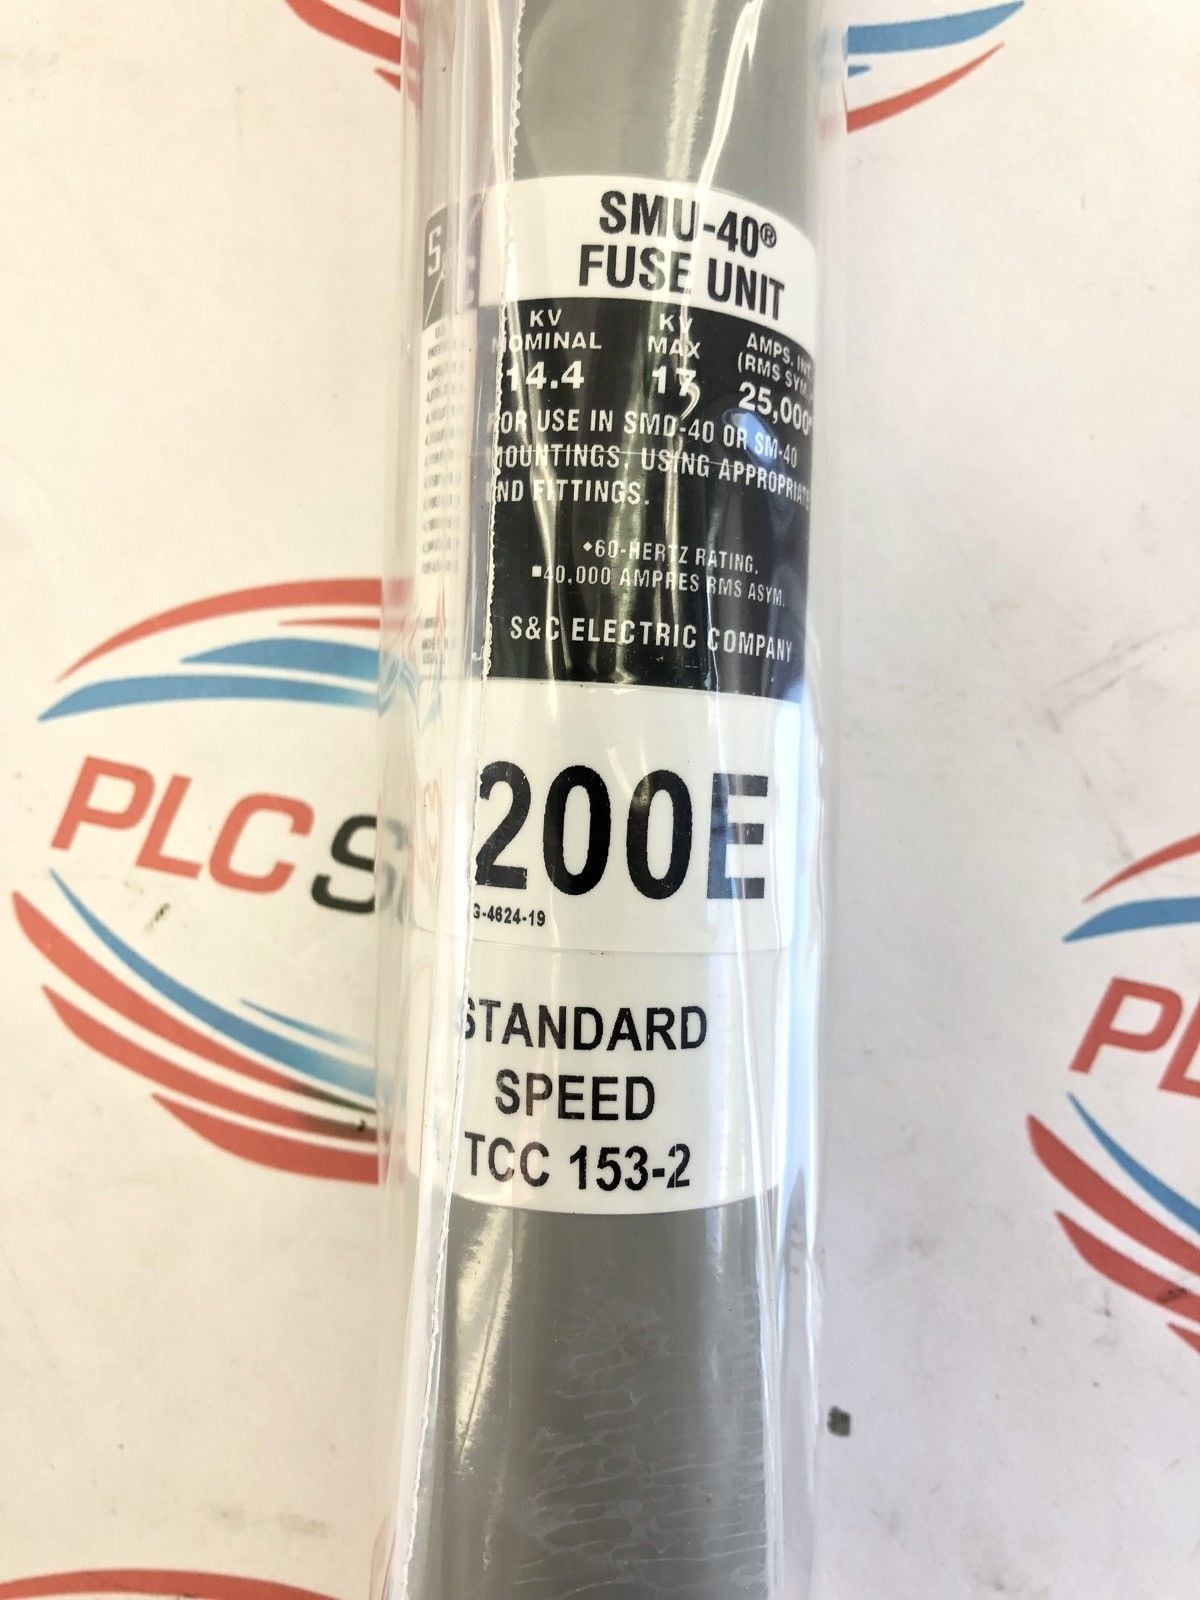 SMU-40®
FUSE UNIT
KV
NOMINAL
14.4
KV
MAX
17
AMPS. INT
(RMS SYM.
25,000
FOR USE IN SMD-40 OR SM-40
MOUNTINGS, USING APPROPRIATE
END FITTINGS.
◆60-HERTZ RATING.
■40,000 AMPRES RMS ASYM.
S&C ELECTRIC COMPANY
200E
G-4624-19
STANDARD
SPEED
TCC 153-2
PLC
PLC
S